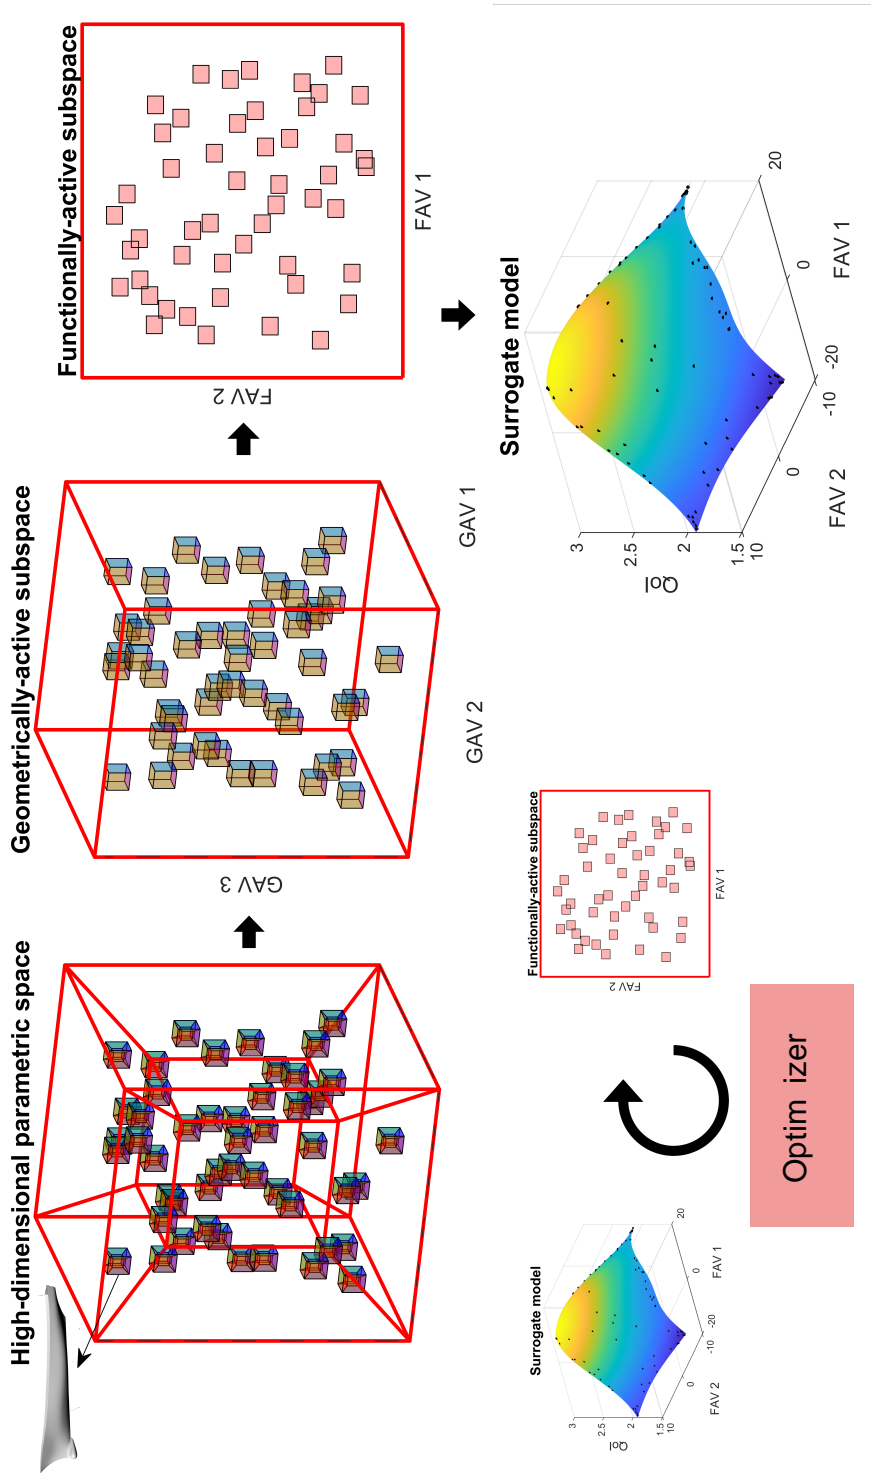 High-dimensional parametric space
Geometrically-active subspace
GAV 3
GAV 2
GAV 1
Functionally-active subspace
FAV 2
FAV 1
Surrogate model
QoI
3
2.5
2
1.5
10
0
-10
FAV 2
-20
0
20
FAV 1
Surrogate model
QoI
3
2.5
2
1.5
10
0
-10
FAV 2
-20
0
20
FAV 1
Optim izer
Functionally-active subspace
FAV 2
FAV 1